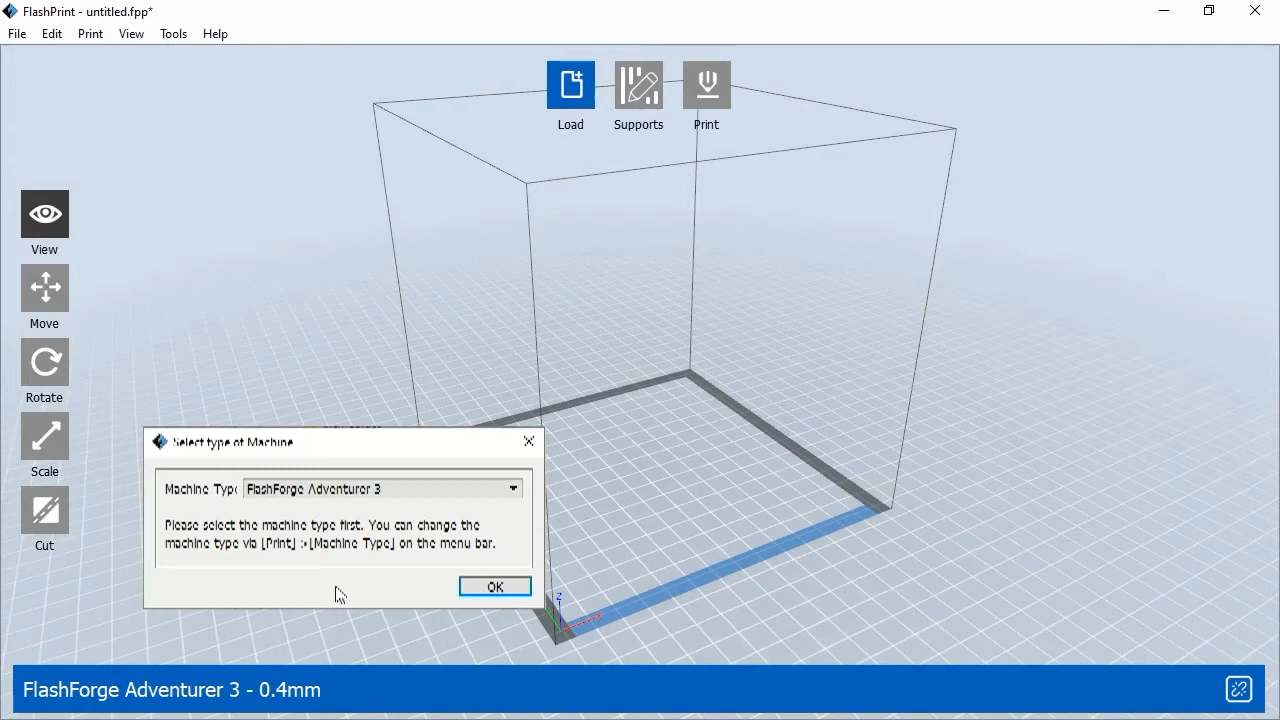 FlashPrint - untitled.fpp*
File Edit Print View Tools Help
Load Supports Print
View
Move
Rotate
Scale
Cut
Select type of Machine
Machine Type FlashForge Adventurer 3
Please select the machine type first. You can change the
machine type via [Print] ->[Machine Type] on the menu bar.
OK
Z
FlashForge Adventurer 3 - 0.4mm